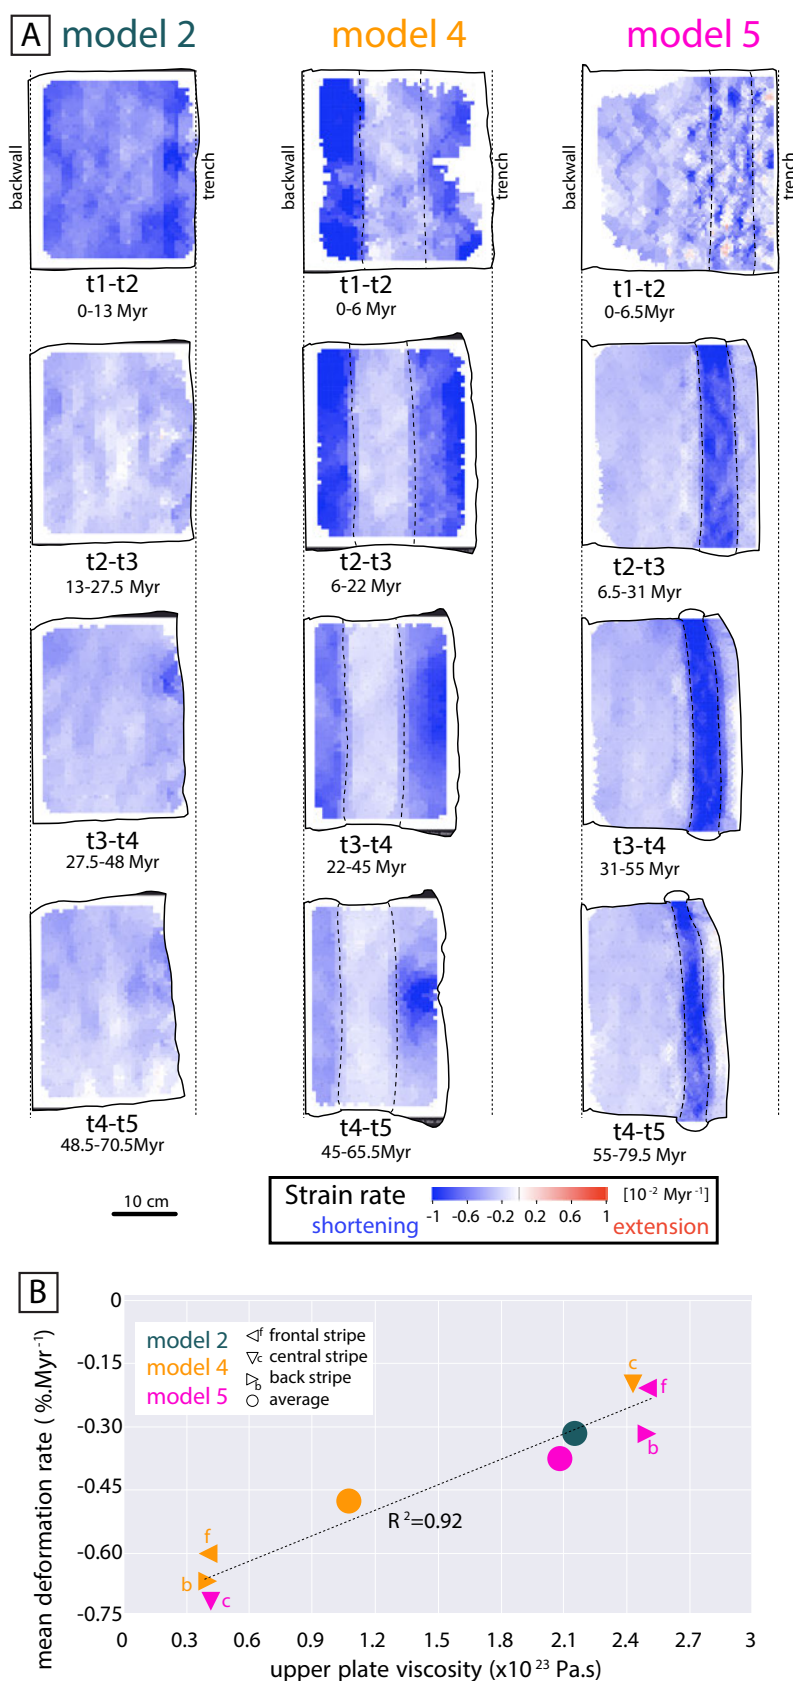 A model 2 model 4 model 5
backwall trench backwall trench backwall trench
t1-t2 t1-t2 t1-t2
0-13 Myr 0-6 Myr 0-6.5Myr
t2-t3 t2-t3 t2-t3
13-27.5 Myr 6-22 Myr 6.5-31 Myr
t3-t4 t3-t4 t3-t4
27.5-48 Myr 22-45 Myr 31-55 Myr
t4-t5 t4-t5 t4-t5
48.5-70.5Myr 45-65.5Myr 55-79.5 Myr
10 cm
Strain rate [10⁻² Myr⁻¹]
shortening -1 -0.6 -0.2 0.2 0.6 1 extension
B
mean deformation rate ( %.Myr⁻¹)
0
-0.15
-0.30
-0.45
-0.60
-0.75
model 2 f frontal stripe
model 4 c central stripe
b back stripe
model 5 average
c
f
b
R²=0.92
f
b
c
0 0.3 0.6 0.9 1.2 1.5 1.8 2.1 2.4 2.7 3
upper plate viscosity (x10²³ Pa.s)